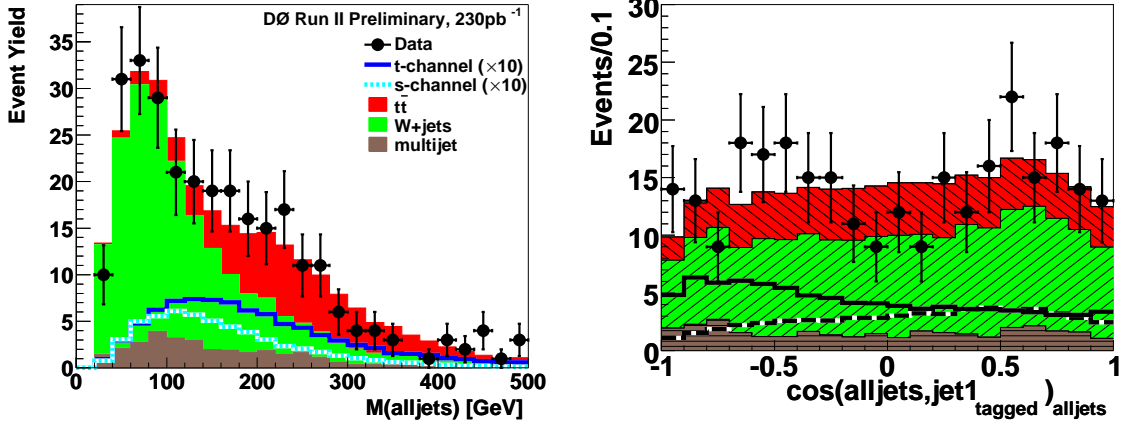 DØ Run II Preliminary, 230pb -1
Data
t-channel (×10)
s-channel (×10)
tt̄
W+jets
multijet
Event Yield
35
30
25
20
15
10
5
0
0 100 200 300 400 500
M(alljets) [GeV]
Events/0.1
30
25
20
15
10
5
0
-1 -0.5 0 0.5 1
cos(alljets,jet1tagged)alljets